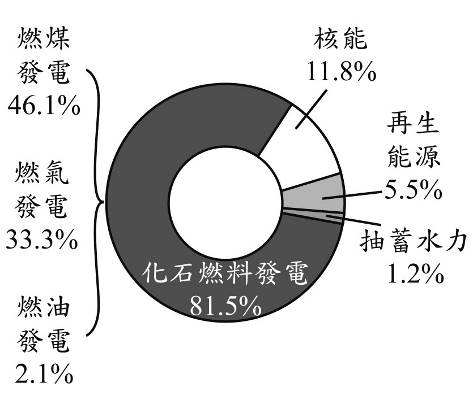 燃煤
發電
46.1%
燃氣
發電
33.3%
燃油
發電
2.1%
核能
11.8%
再生
能源
5.5%
抽蓄水力
1.2%
化石燃料發電
81.5%